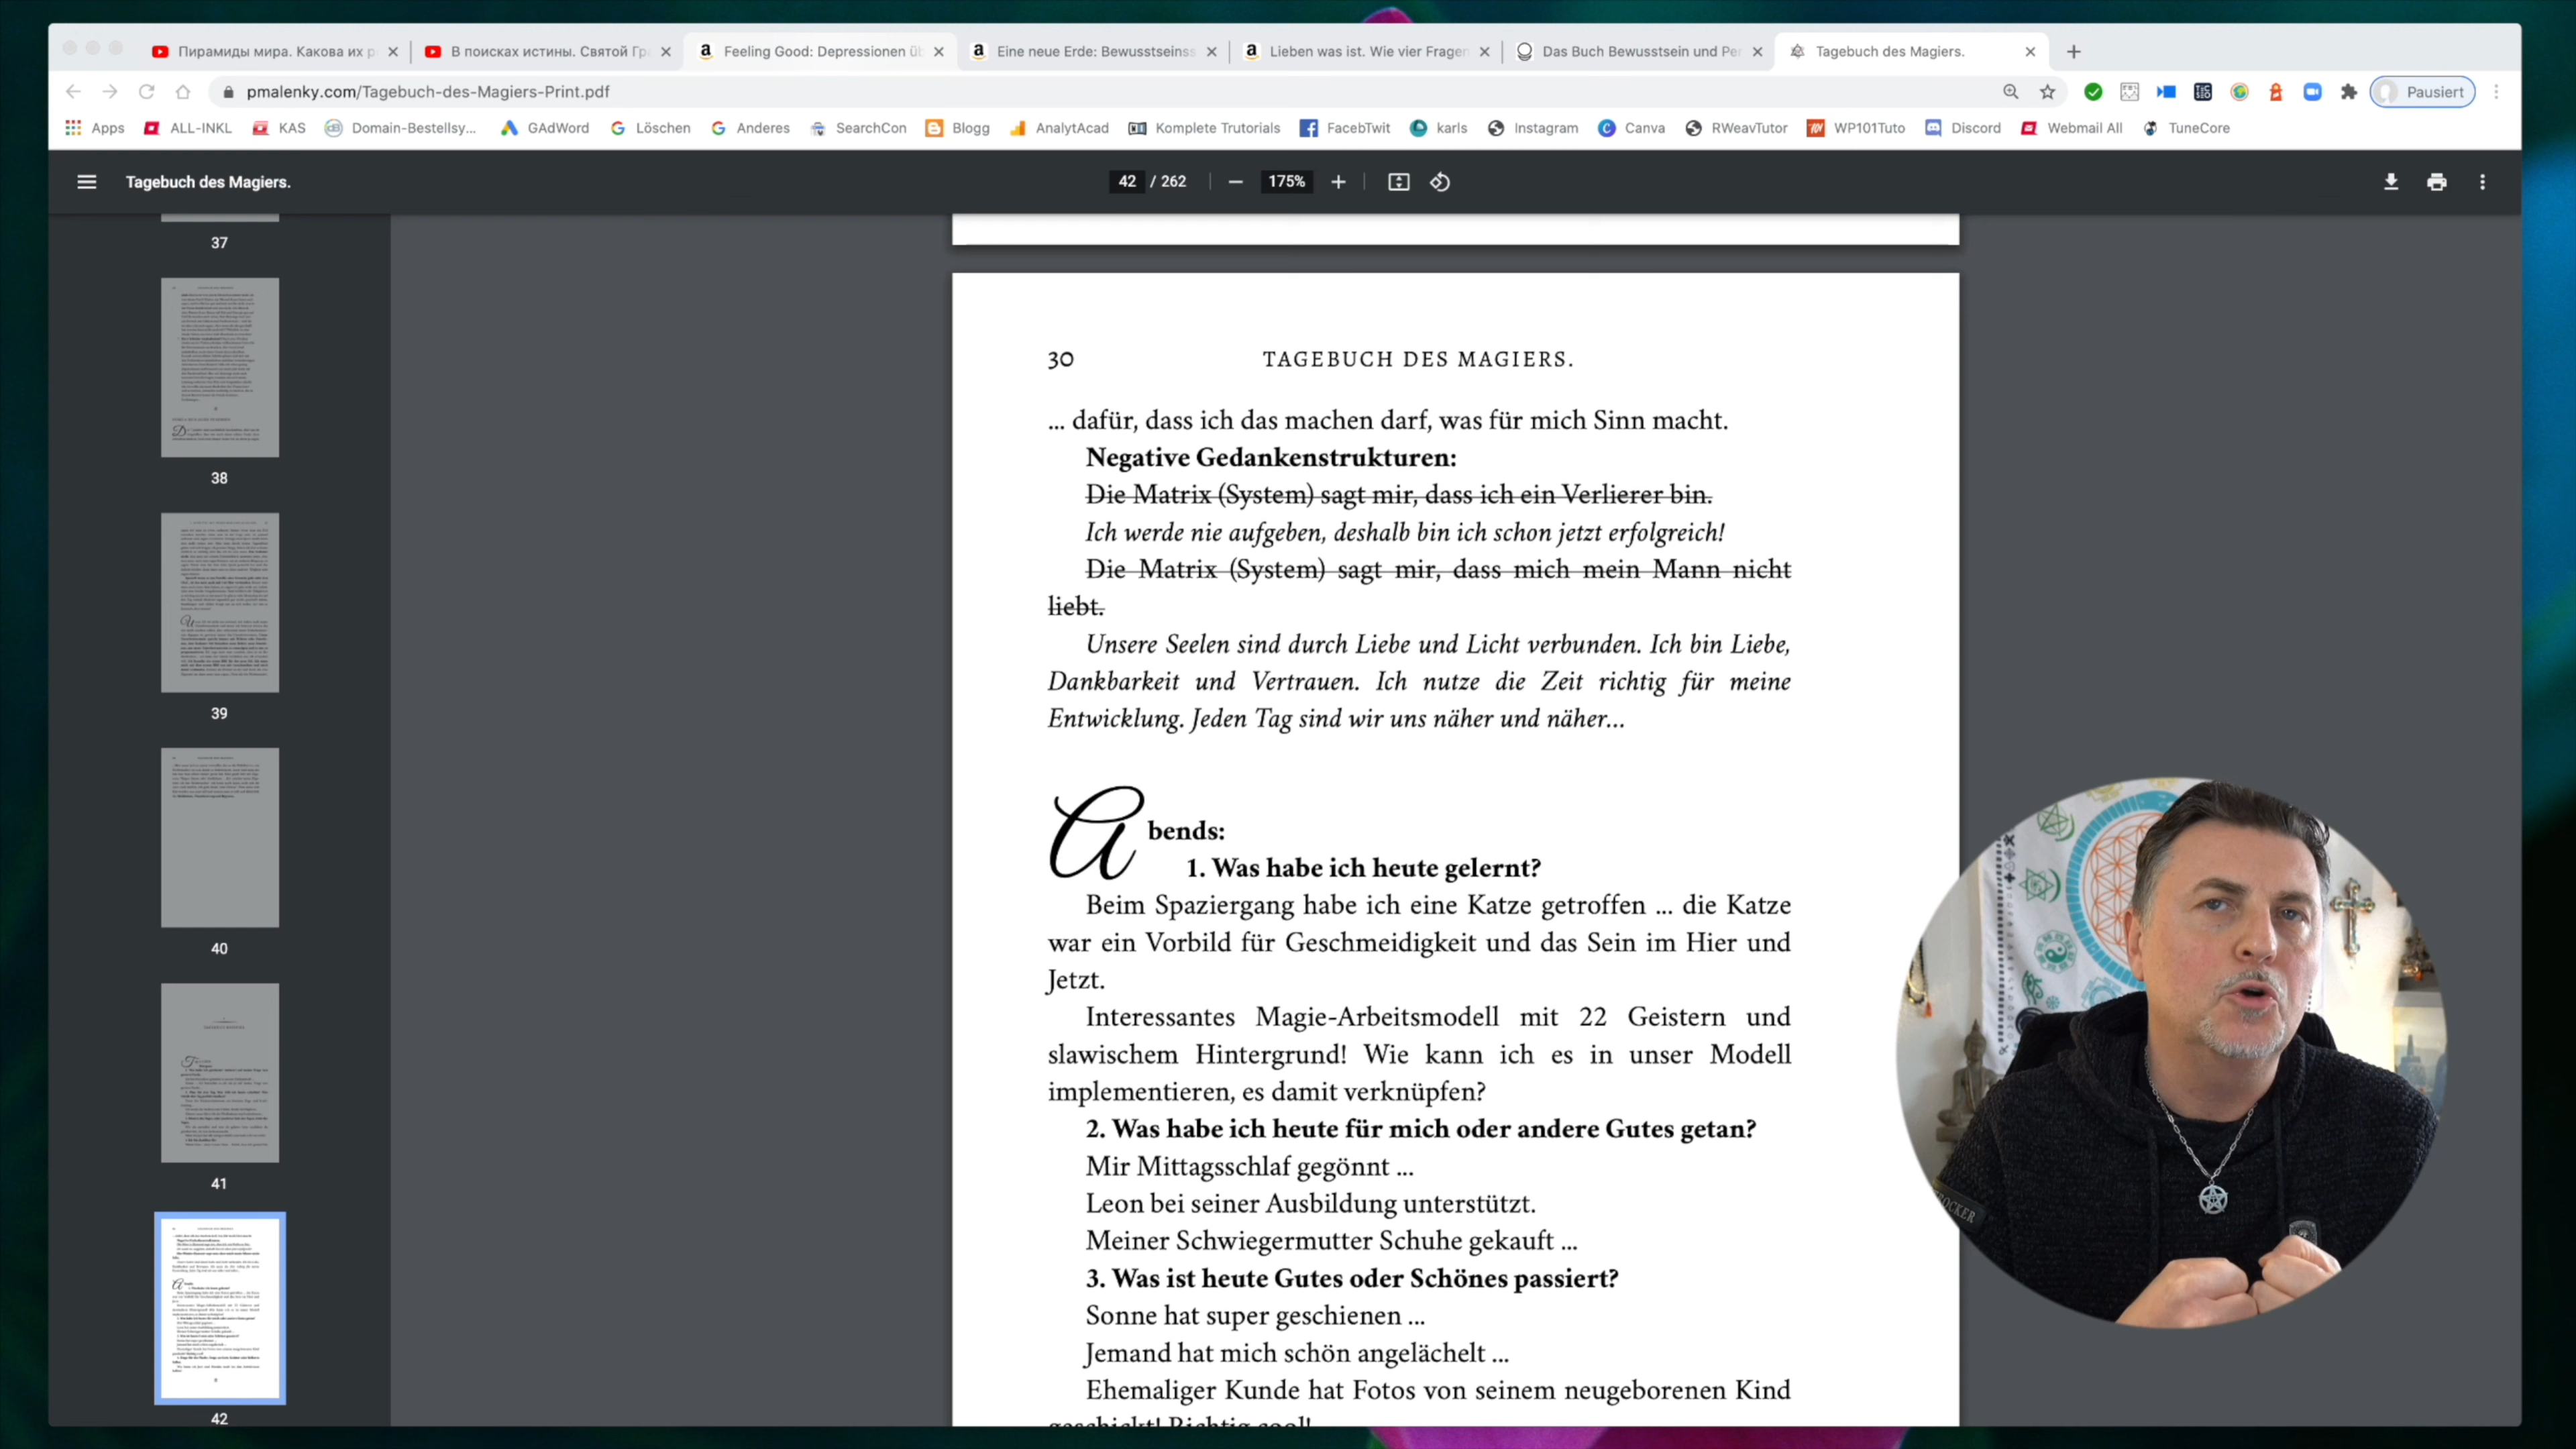 Пирамиды мира. Какова их р
В поисках истины. Святой Гр
Feeling Good: Depressionen üb
Eine neue Erde: Bewusstseinss
Lieben was ist. Wie vier Fragen
Das Buch Bewusstsein und Per
Tagebuch des Magiers.
pmalenky.com/Tagebuch-des-Magiers-Print.pdf
Pausiert
Apps ALL-INKL KAS Domain-Bestellsy... GAdWord Löschen Anderes SearchCon Blogg AnalytAcad Komplete Trutorials FacebTwit karls Instagram Canva RWeavTutor WP101Tuto Discord Webmail All TuneCore
Tagebuch des Magiers.
42 / 262
175%
37
38
39
40
41
42
30 TAGEBUCH DES MAGIERS.
... dafür, dass ich das machen darf, was für mich Sinn macht.
Negative Gedankenstrukturen:
Die Matrix (System) sagt mir, dass ich ein Verlierer bin.
Ich werde nie aufgeben, deshalb bin ich schon jetzt erfolgreich!
Die Matrix (System) sagt mir, dass mich mein Mann nicht
liebt.
Unsere Seelen sind durch Liebe und Licht verbunden. Ich bin Liebe,
Dankbarkeit und Vertrauen. Ich nutze die Zeit richtig für meine
Entwicklung. Jeden Tag sind wir uns näher und näher...
Abends:
1. Was habe ich heute gelernt?
Beim Spaziergang habe ich eine Katze getroffen ... die Katze
war ein Vorbild für Geschmeidigkeit und das Sein im Hier und
Jetzt.
Interessantes Magie-Arbeitsmodell mit 22 Geistern und
slawischem Hintergrund! Wie kann ich es in unser Modell
implementieren, es damit verknüpfen?
2. Was habe ich heute für mich oder andere Gutes getan?
Mir Mittagsschlaf gegönnt ...
Leon bei seiner Ausbildung unterstützt.
Meiner Schwiegermutter Schuhe gekauft ...
3. Was ist heute Gutes oder Schönes passiert?
Sonne hat super geschienen ...
Jemand hat mich schön angelächelt ...
Ehemaliger Kunde hat Fotos von seinem neugeborenen Kind
geschickt! Richtig cool!